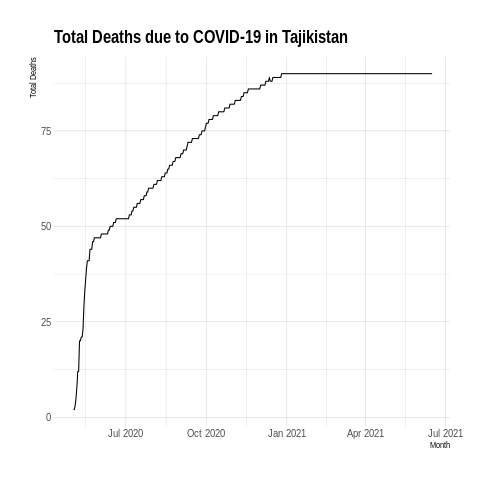 Total Deaths due to COVID-19 in Tajikistan
Total Deaths
75
50
25
0
Jul 2020 Oct 2020 Jan 2021 Apr 2021 Jul 2021
Month